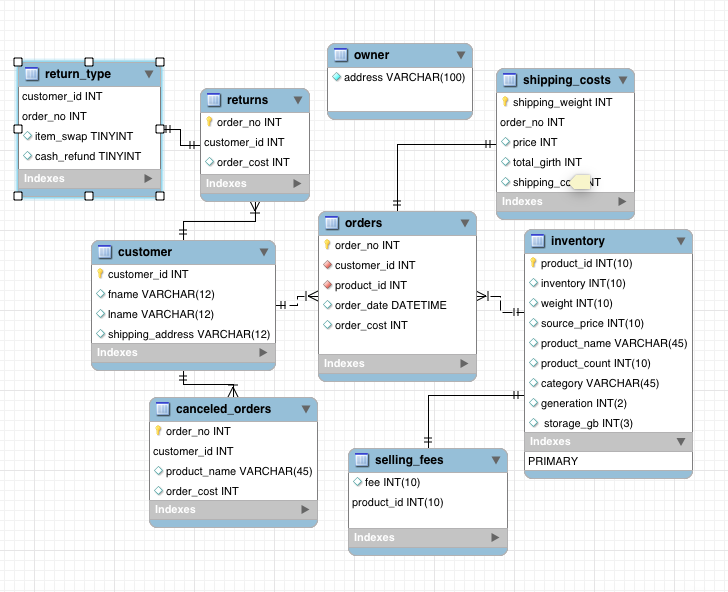 return_type
customer_id INT
order_no INT
item_swap TINYINT
cash_refund TINYINT
Indexes
returns
order_no INT
customer_id INT
order_cost INT
Indexes
owner
address VARCHAR(100)
shipping_costs
shipping_weight INT
order_no INT
price INT
total_girth INT
Indexes
customer
customer_id INT
fname VARCHAR(12)
lname VARCHAR(12)
shipping_address VARCHAR(12)
Indexes
orders
order_no INT
customer_id INT
product_id INT
order_date DATETIME
order_cost INT
Indexes
inventory
product_id INT(10)
inventory INT(10)
weight INT(10)
source_price INT(10)
product_name VARCHAR(45)
product_count INT(10)
category VARCHAR(45)
generation INT(2)
storage_gb INT(3)
Indexes
PRIMARY
canceled_orders
order_no INT
customer_id INT
product_name VARCHAR(45)
order_cost INT
Indexes
selling_fees
fee INT(10)
product_id INT(10)
Indexes